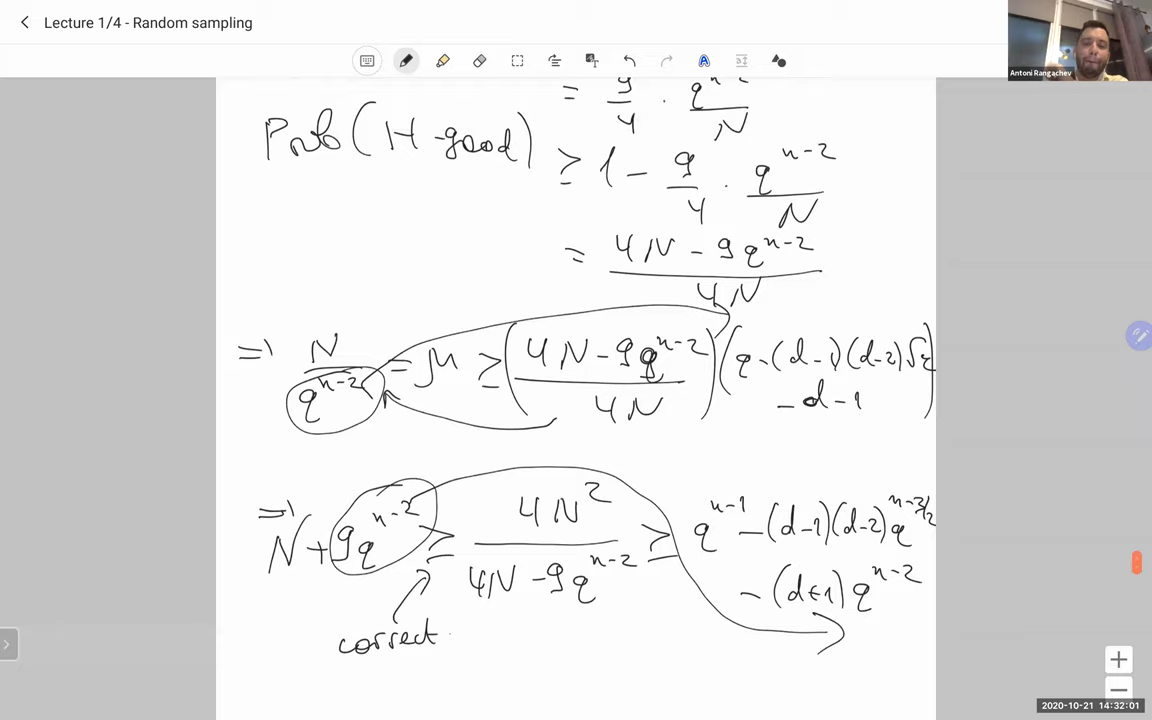 Lecture 1/4 - Random sampling
Antoni Rangachev
= 9/4 · q^{n-2}/N
Prob(H-good) ≥ 1 - 9/4 · q^{n-2}/N
= (4N - 9q^{n-2})/4N
=> N/q^{n-2} = μ ≥ ((4N - 9q^{n-2})/4N) (q - (d-1)(d-2)√q
- d - 1)
=> N + 9q^{n-2} ≥ 4N^2/(4N - 9q^{n-2}) ≥ q^{n-1} - (d-1)(d-2)q^{n-3/2}
- (d+1)q^{n-2}
correct
2020-10-21 14:32:01